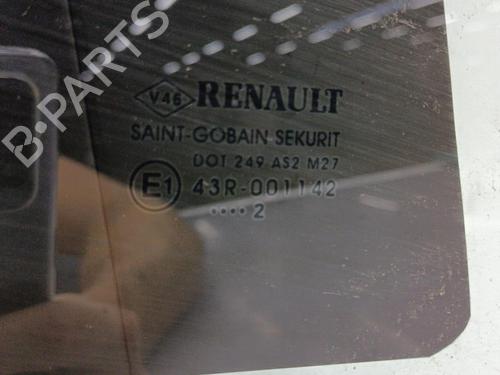 B-PARTS
V46 RENAULT
SAINT-GOBAIN SEKURIT
DOT 249 AS2 M27
E1 43R-001142
•••• 2